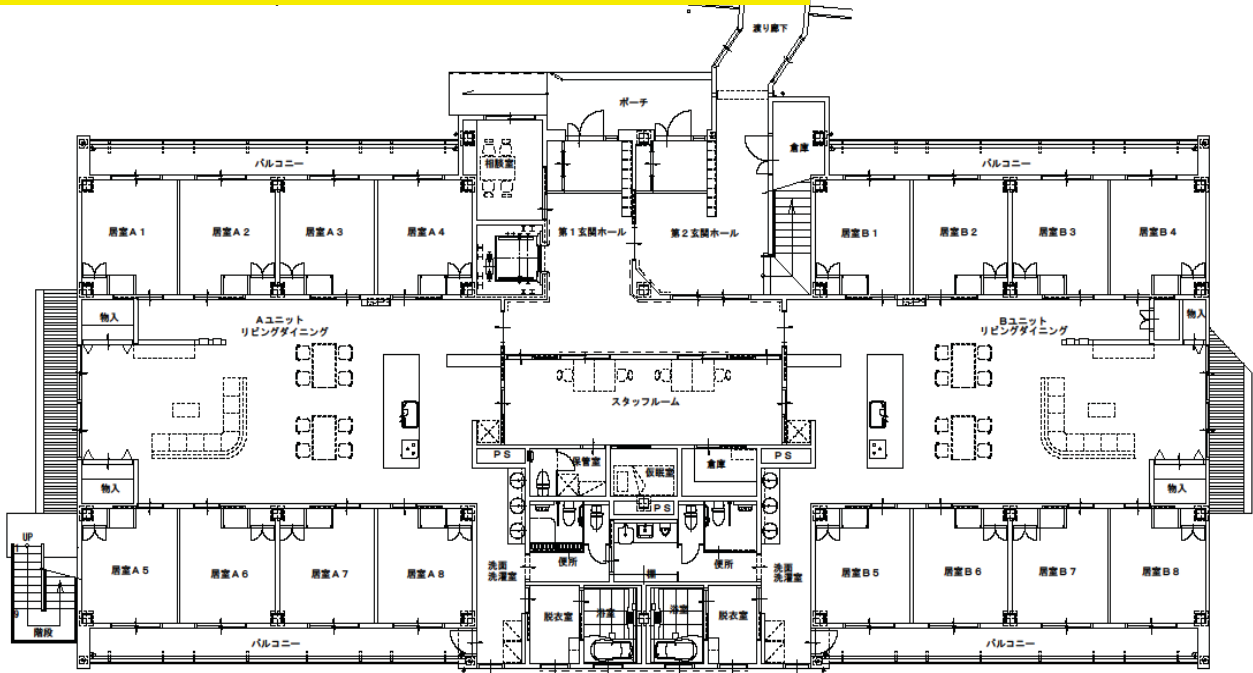 渡り廊下
ポーチ
倉庫
バルコニー
相談室
バルコニー
居室A1
居室A2
居室A3
居室A4
第1玄関ホール
第2玄関ホール
居室B1
居室B2
居室B3
居室B4
物入
Aユニット
リビングダイニング
Bユニット
リビングダイニング
物入
スタッフルーム
PS
保管室
仮眠室
倉庫
PS
物入
物入
PS
UP
1
9
階段
居室A5
居室A6
居室A7
居室A8
洗面
洗濯室
便所
棚
便所
洗面
洗濯室
居室B5
居室B6
居室B7
居室B8
脱衣室
浴室
浴室
脱衣室
バルコニー
バルコニー